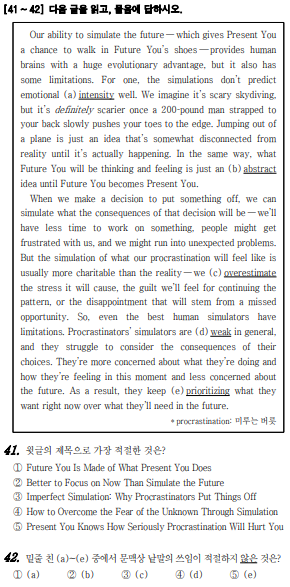 [41 ~ 42] 다음 글을 읽고, 물음에 답하시오.
Our ability to simulate the future — which gives Present You
a chance to walk in Future You's shoes — provides human
brains with a huge evolutionary advantage, but it also has
some limitations. For one, the simulations don't predict
emotional (a) intensity well. We imagine it's scary skydiving,
but it's definitely scarier once a 200-pound man strapped to
your back slowly pushes your toes to the edge. Jumping out of
a plane is just an idea that's somewhat disconnected from
reality until it's actually happening. In the same way, what
Future You will be thinking and feeling is just an (b) abstract
idea until Future You becomes Present You.
When we make a decision to put something off, we can
simulate what the consequences of that decision will be — we'll
have less time to work on something, people might get
frustrated with us, and we might run into unexpected problems.
But the simulation of what our procrastination will feel like is
usually more charitable than the reality — we (c) overestimate
the stress it will cause, the guilt we'll feel for continuing the
pattern, or the disappointment that will stem from a missed
opportunity. So, even the best human simulators have
limitations. Procrastinators' simulators are (d) weak in general,
and they struggle to consider the consequences of their
choices. They're more concerned about what they're doing and
how they're feeling in this moment and less concerned about
the future. As a result, they keep (e) prioritizing what they
want right now over what they'll need in the future.
* procrastination: 미루는 버릇
41. 윗글의 제목으로 가장 적절한 것은?
① Future You Is Made of What Present You Does
② Better to Focus on Now Than Simulate the Future
③ Imperfect Simulation: Why Procrastinators Put Things Off
④ How to Overcome the Fear of the Unknown Through Simulation
⑤ Present You Knows How Seriously Procrastination Will Hurt You
42. 밑줄 친 (a)~(e) 중에서 문맥상 낱말의 쓰임이 적절하지 않은 것은?
① (a) ② (b) ③ (c) ④ (d) ⑤ (e)